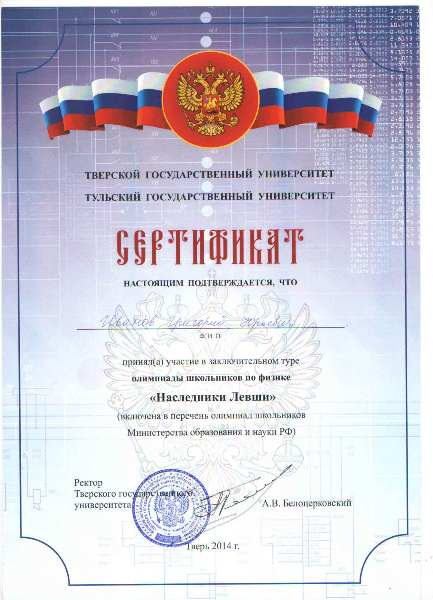 ТВЕРСКОЙ ГОСУДАРСТВЕННЫЙ УНИВЕРСИТЕТ
ТУЛЬСКИЙ ГОСУДАРСТВЕННЫЙ УНИВЕРСИТЕТ
СЕРТИФИКАТ
НАСТОЯЩИМ ПОДТВЕРЖДАЕТСЯ, ЧТО
Григорий Юрьевич
Ф.И.О.
принял(а) участие в заключительном туре
олимпиады школьников по физике
«Наследники Левши»
(включена в перечень олимпиад школьников
Министерства образования и науки РФ)
Ректор
Тверского государственного
университета
А.В. Белоцерковский
Тверь 2014 г.